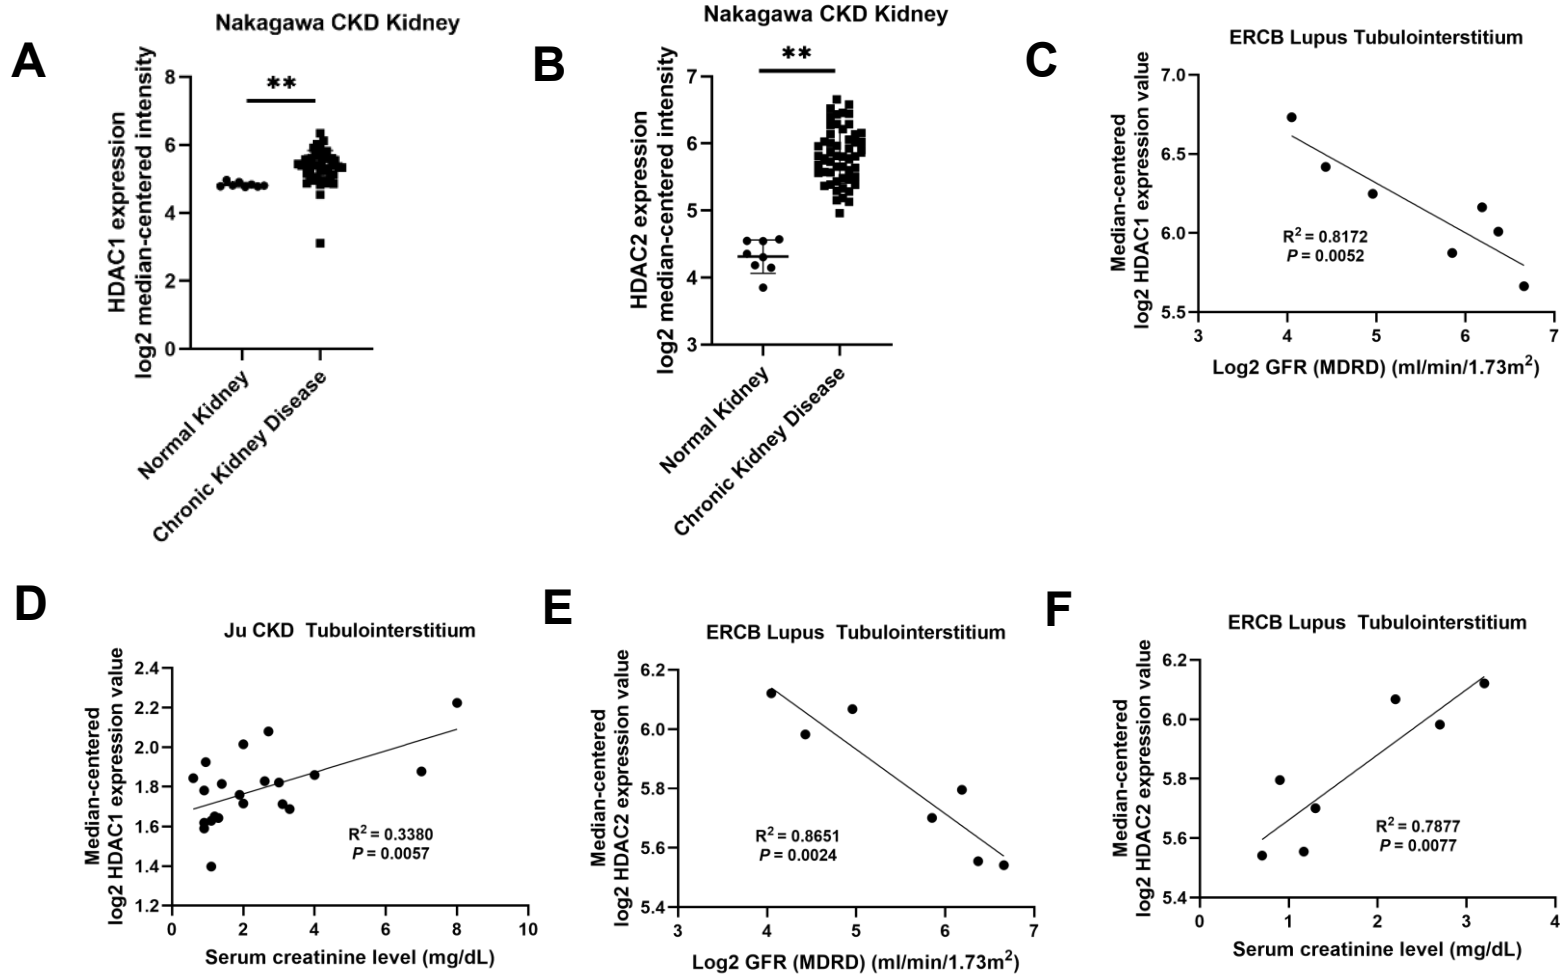 A
Nakagawa CKD Kidney
HDAC1 expression
log2 median-centered intensity
8
6
4
2
0
**
Normal Kidney
Chronic Kidney Disease
B
Nakagawa CKD Kidney
HDAC2 expression
log2 median-centered intensity
7
6
5
4
3
**
Normal Kidney
Chronic Kidney Disease
C
ERCB Lupus Tubulointerstitium
Median-centered
log2 HDAC1 expression value
7.0
6.5
6.0
5.5
R² = 0.8172
P = 0.0052
3 4 5 6 7
Log2 GFR (MDRD) (ml/min/1.73m²)
D
Ju CKD Tubulointerstitium
Median-centered
log2 HDAC1 expression value
2.4
2.2
2.0
1.8
1.6
1.4
1.2
R² = 0.3380
P = 0.0057
0 2 4 6 8 10
Serum creatinine level (mg/dL)
E
ERCB Lupus Tubulointerstitium
Median-centered
log2 HDAC2 expression value
6.2
6.0
5.8
5.6
5.4
R² = 0.8651
P = 0.0024
3 4 5 6 7
Log2 GFR (MDRD) (ml/min/1.73m²)
F
ERCB Lupus Tubulointerstitium
Median-centered
log2 HDAC2 expression value
6.2
6.0
5.8
5.6
5.4
R² = 0.7877
P = 0.0077
0 1 2 3 4
Serum creatinine level (mg/dL)